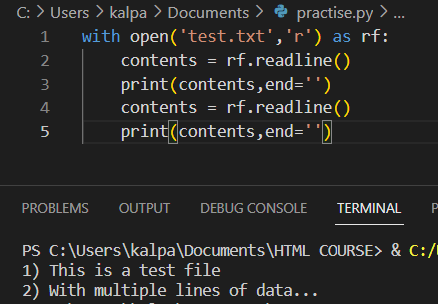 C: > Users > kalpa > Documents > practise.py > ...
1 with open('test.txt','r') as rf:
2 contents = rf.readline()
3 print(contents,end='')
4 contents = rf.readline()
5 print(contents,end='')
PROBLEMS OUTPUT DEBUG CONSOLE TERMINAL
PS C:\Users\kalpa\Documents\HTML COURSE> & C:/
1) This is a test file
2) With multiple lines of data...